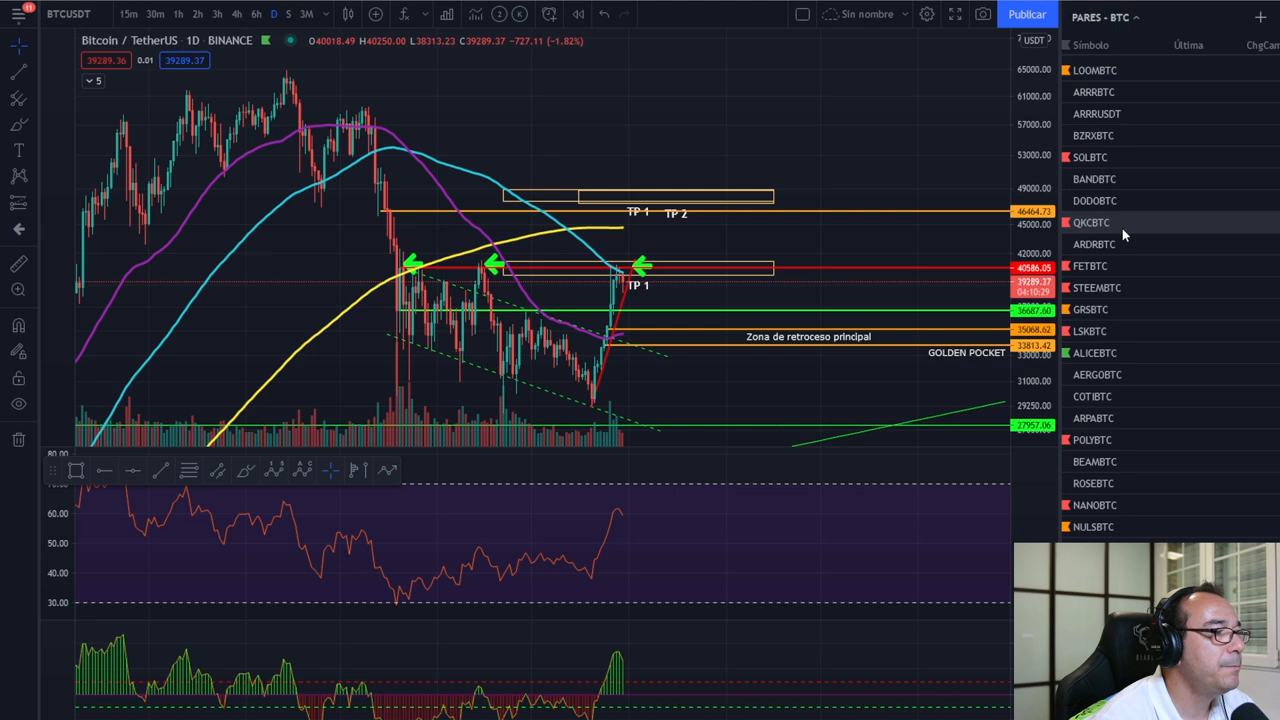 11
BTCUSDT
15m 30m 1h 2h 3h 4h 6h D S 3M
2 K
Sin nombre
Publicar
Bitcoin / TetherUS · 1D · BINANCE
O40018.49 H40250.00 L38313.23 C39289.37 -727.11 (-1.82%)
39289.36 0.01 39289.37
5
USDT
65000.00
61000.00
57000.00
53000.00
49000.00
46464.73
45000.00
42000.00
40586.05
39289.37
04:10:29
36687.60
35068.62
33813.42
33000.00
31000.00
29250.00
27957.06
TP 1 TP 2
TP 1
Zona de retroceso principal
GOLDEN POCKET
80.00
60.00
50.00
40.00
30.00
PARES - BTC
Símbolo Última ChgCam
LOOMBTC
ARRRBTC
ARRRUSDT
BZRXBTC
SOLBTC
BANDBTC
DODOBTC
QKCBTC
ARDRBTC
FETBTC
STEEMBTC
GRSBTC
LSKBTC
ALICEBTC
AERGOBTC
COTIBTC
ARPABTC
POLYBTC
BEAMBTC
ROSEBTC
NANOBTC
NULSBTC